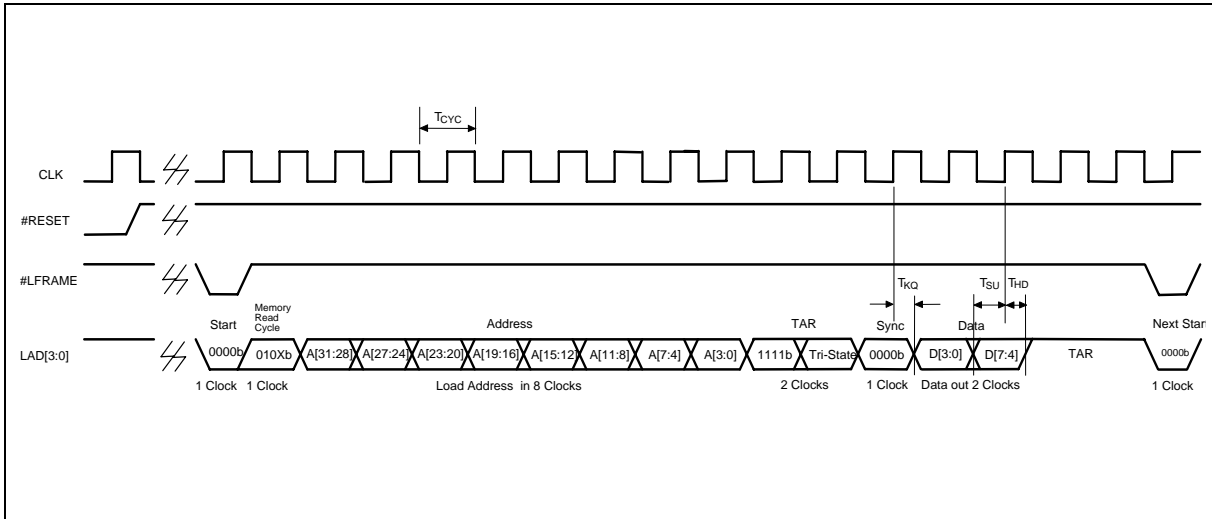 TCYC
CLK
#RESET
#LFRAME
TKQ TSU THD
Memory
Read
Cycle
Start Address TAR Sync Data Next Start
LAD[3:0] 0000b 010Xb A[31:28] A[27:24] A[23:20] A[19:16] A[15:12] A[11:8] A[7:4] A[3:0] 1111b Tri-State 0000b D[3:0] D[7:4] TAR 0000b
1 Clock 1 Clock Load Address in 8 Clocks 2 Clocks 1 Clock Data out 2 Clocks 1 Clock